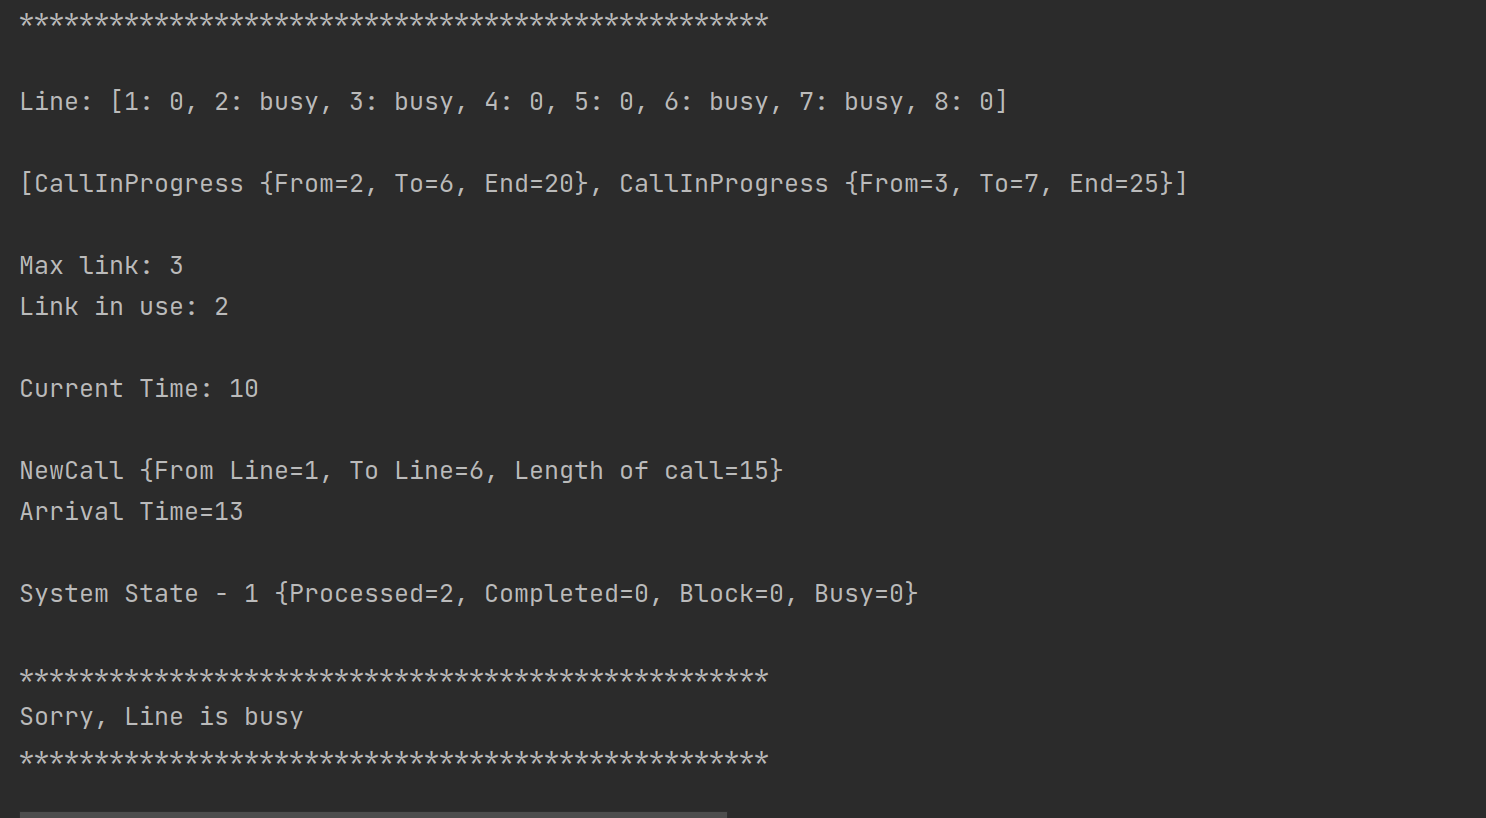 **************************************************
Line: [1: 0, 2: busy, 3: busy, 4: 0, 5: 0, 6: busy, 7: busy, 8: 0]
[CallInProgress {From=2, To=6, End=20}, CallInProgress {From=3, To=7, End=25}]
Max link: 3
Link in use: 2
Current Time: 10
NewCall {From Line=1, To Line=6, Length of call=15}
Arrival Time=13
System State - 1 {Processed=2, Completed=0, Block=0, Busy=0}
**************************************************
Sorry, Line is busy
**************************************************